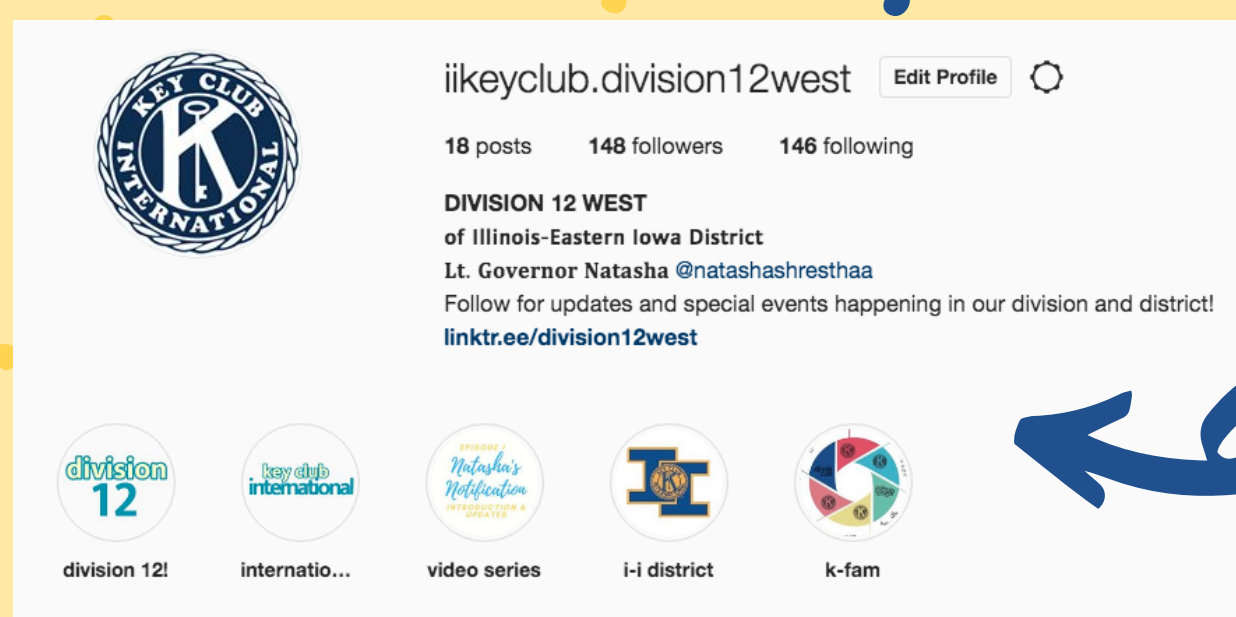 KEY CLUB
INTERNATIONAL
K
iikeyclub.division12west Edit Profile
18 posts 148 followers 146 following
DIVISION 12 WEST
of Illinois-Eastern Iowa District
Lt. Governor Natasha @natashashresthaa
Follow for updates and special events happening in our division and district!
linktr.ee/division12west
division
12
key club
international
EPISODE 1
Natasha's
Notification
INTRODUCTION &
UPDATES
I I
K
division 12!
internatio...
video series
i-i district
k-fam